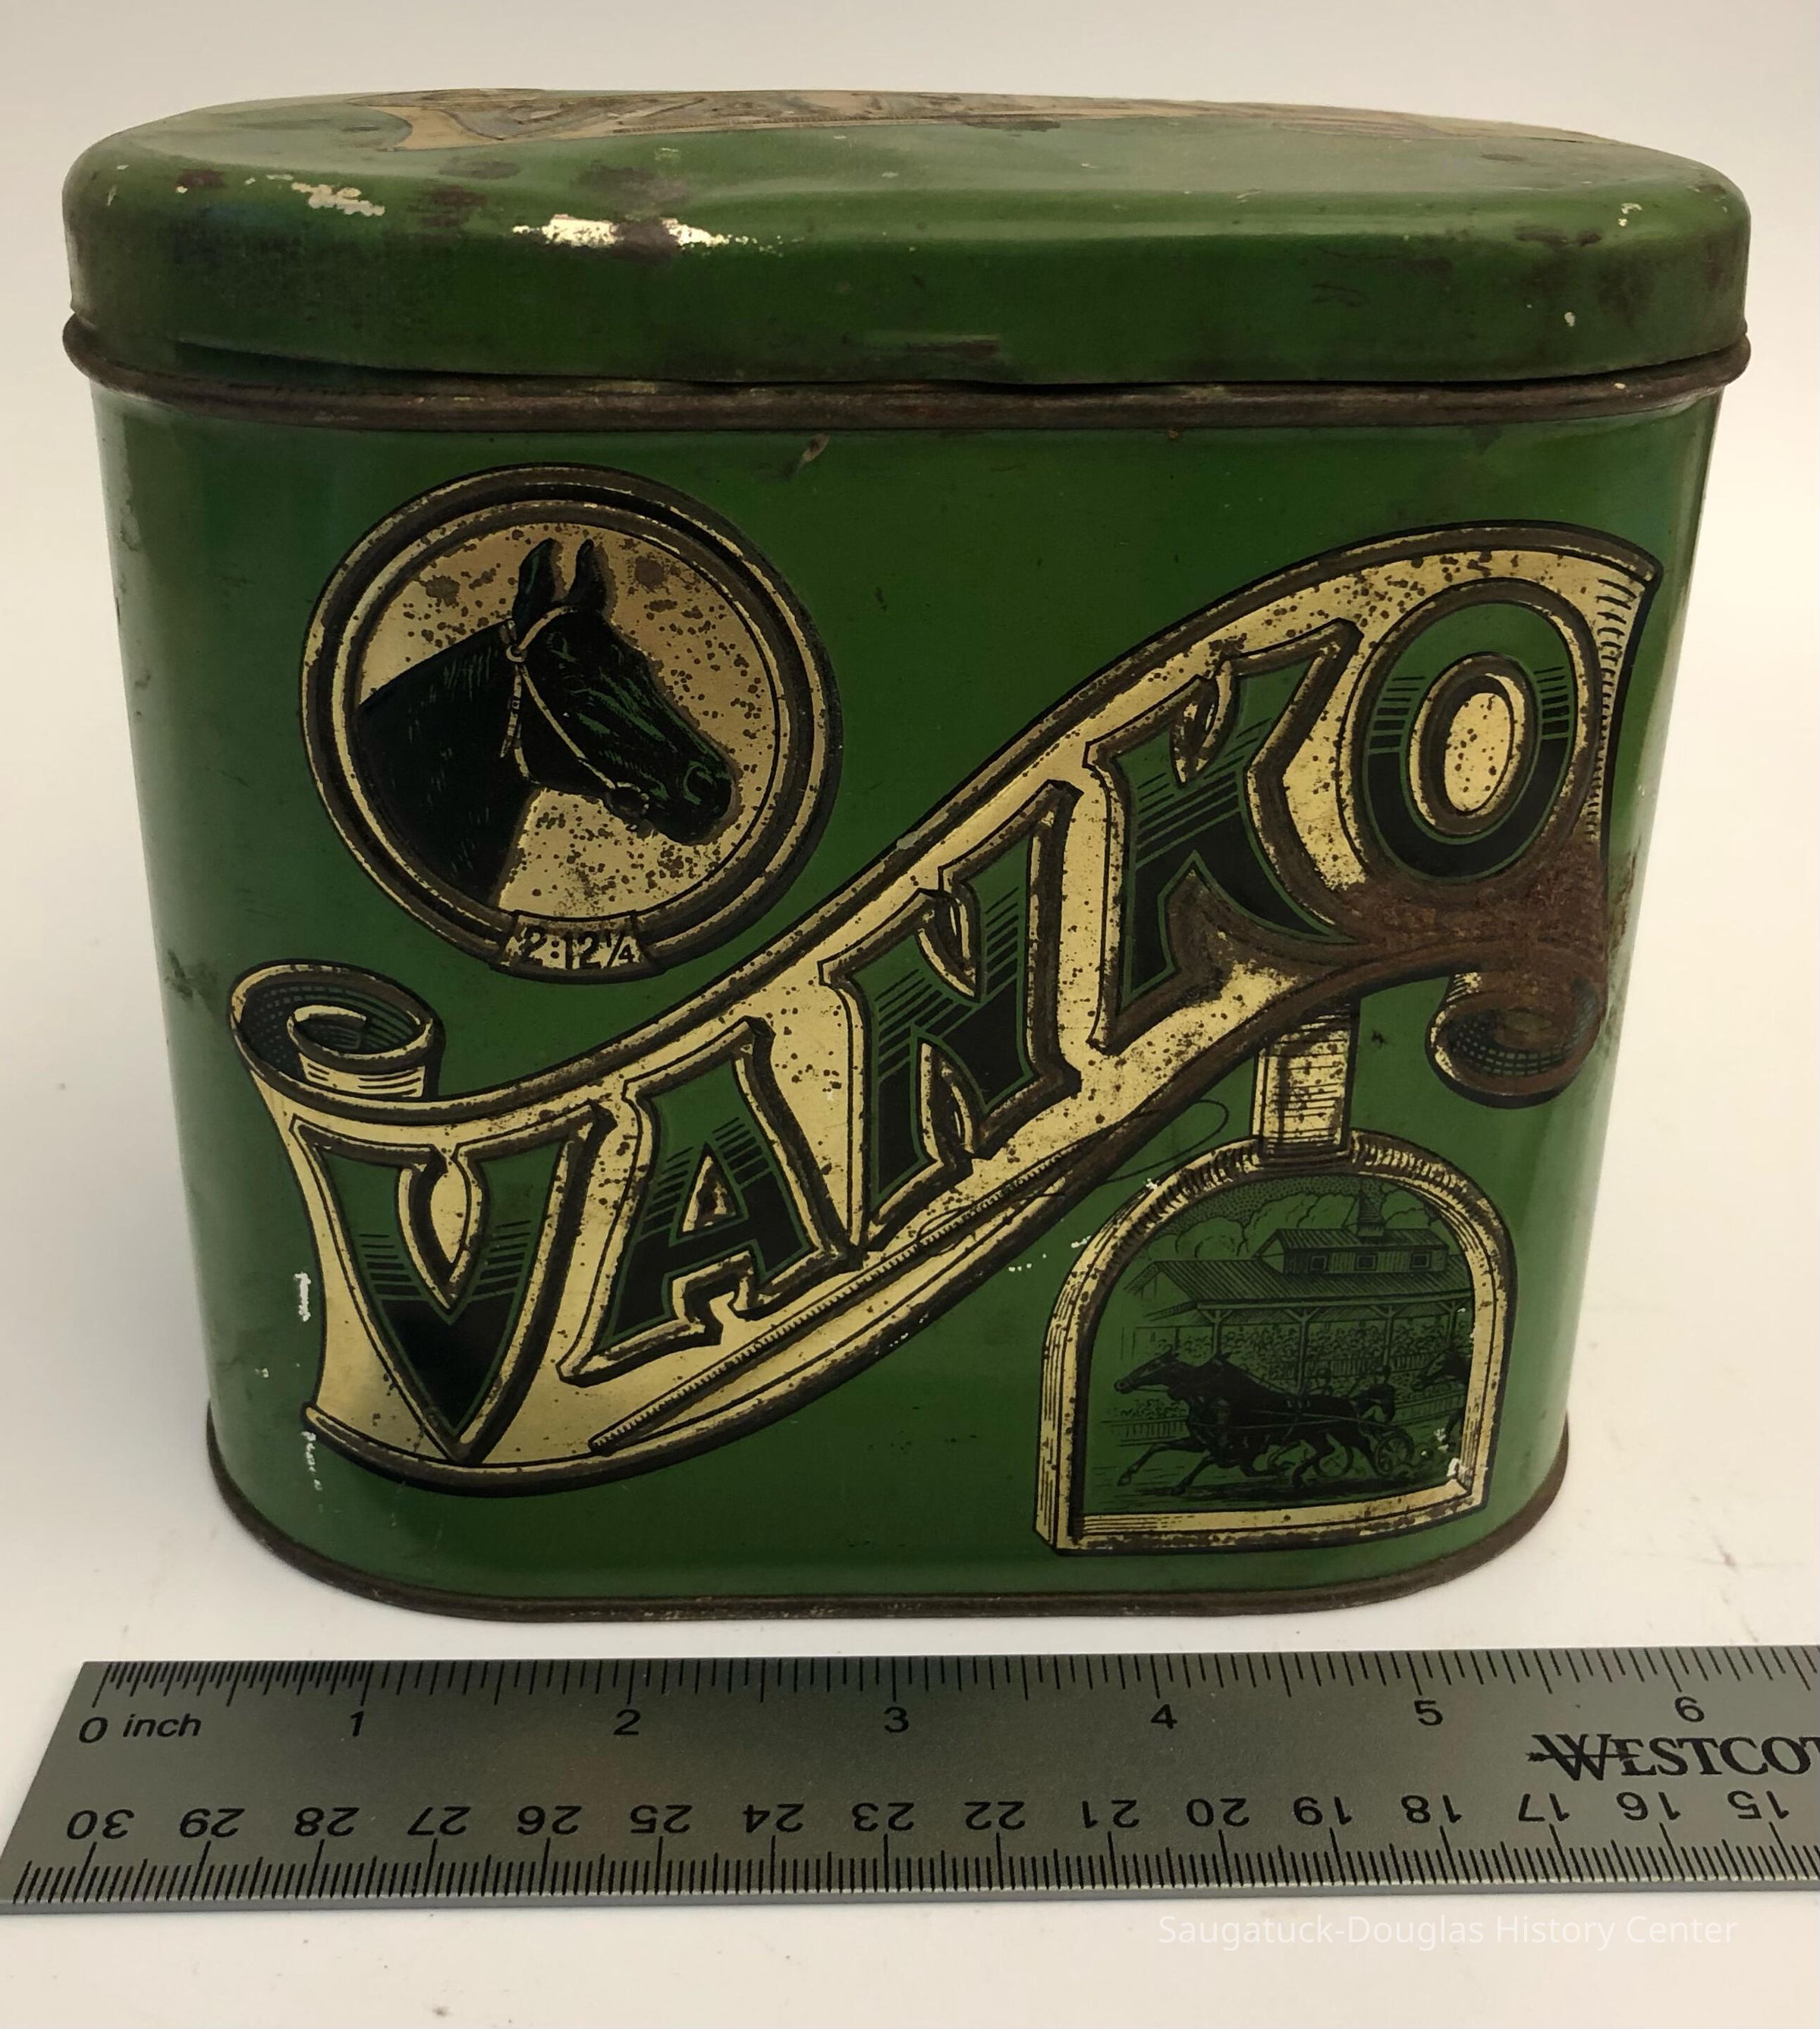 2:12¼
VANKO
0 inch 1 2 3 4 5 6
WESTCOT
30 29 28 27 26 25 24 23 22 21 20 19 18 17 16 15
Saugatuck-Douglas History Center